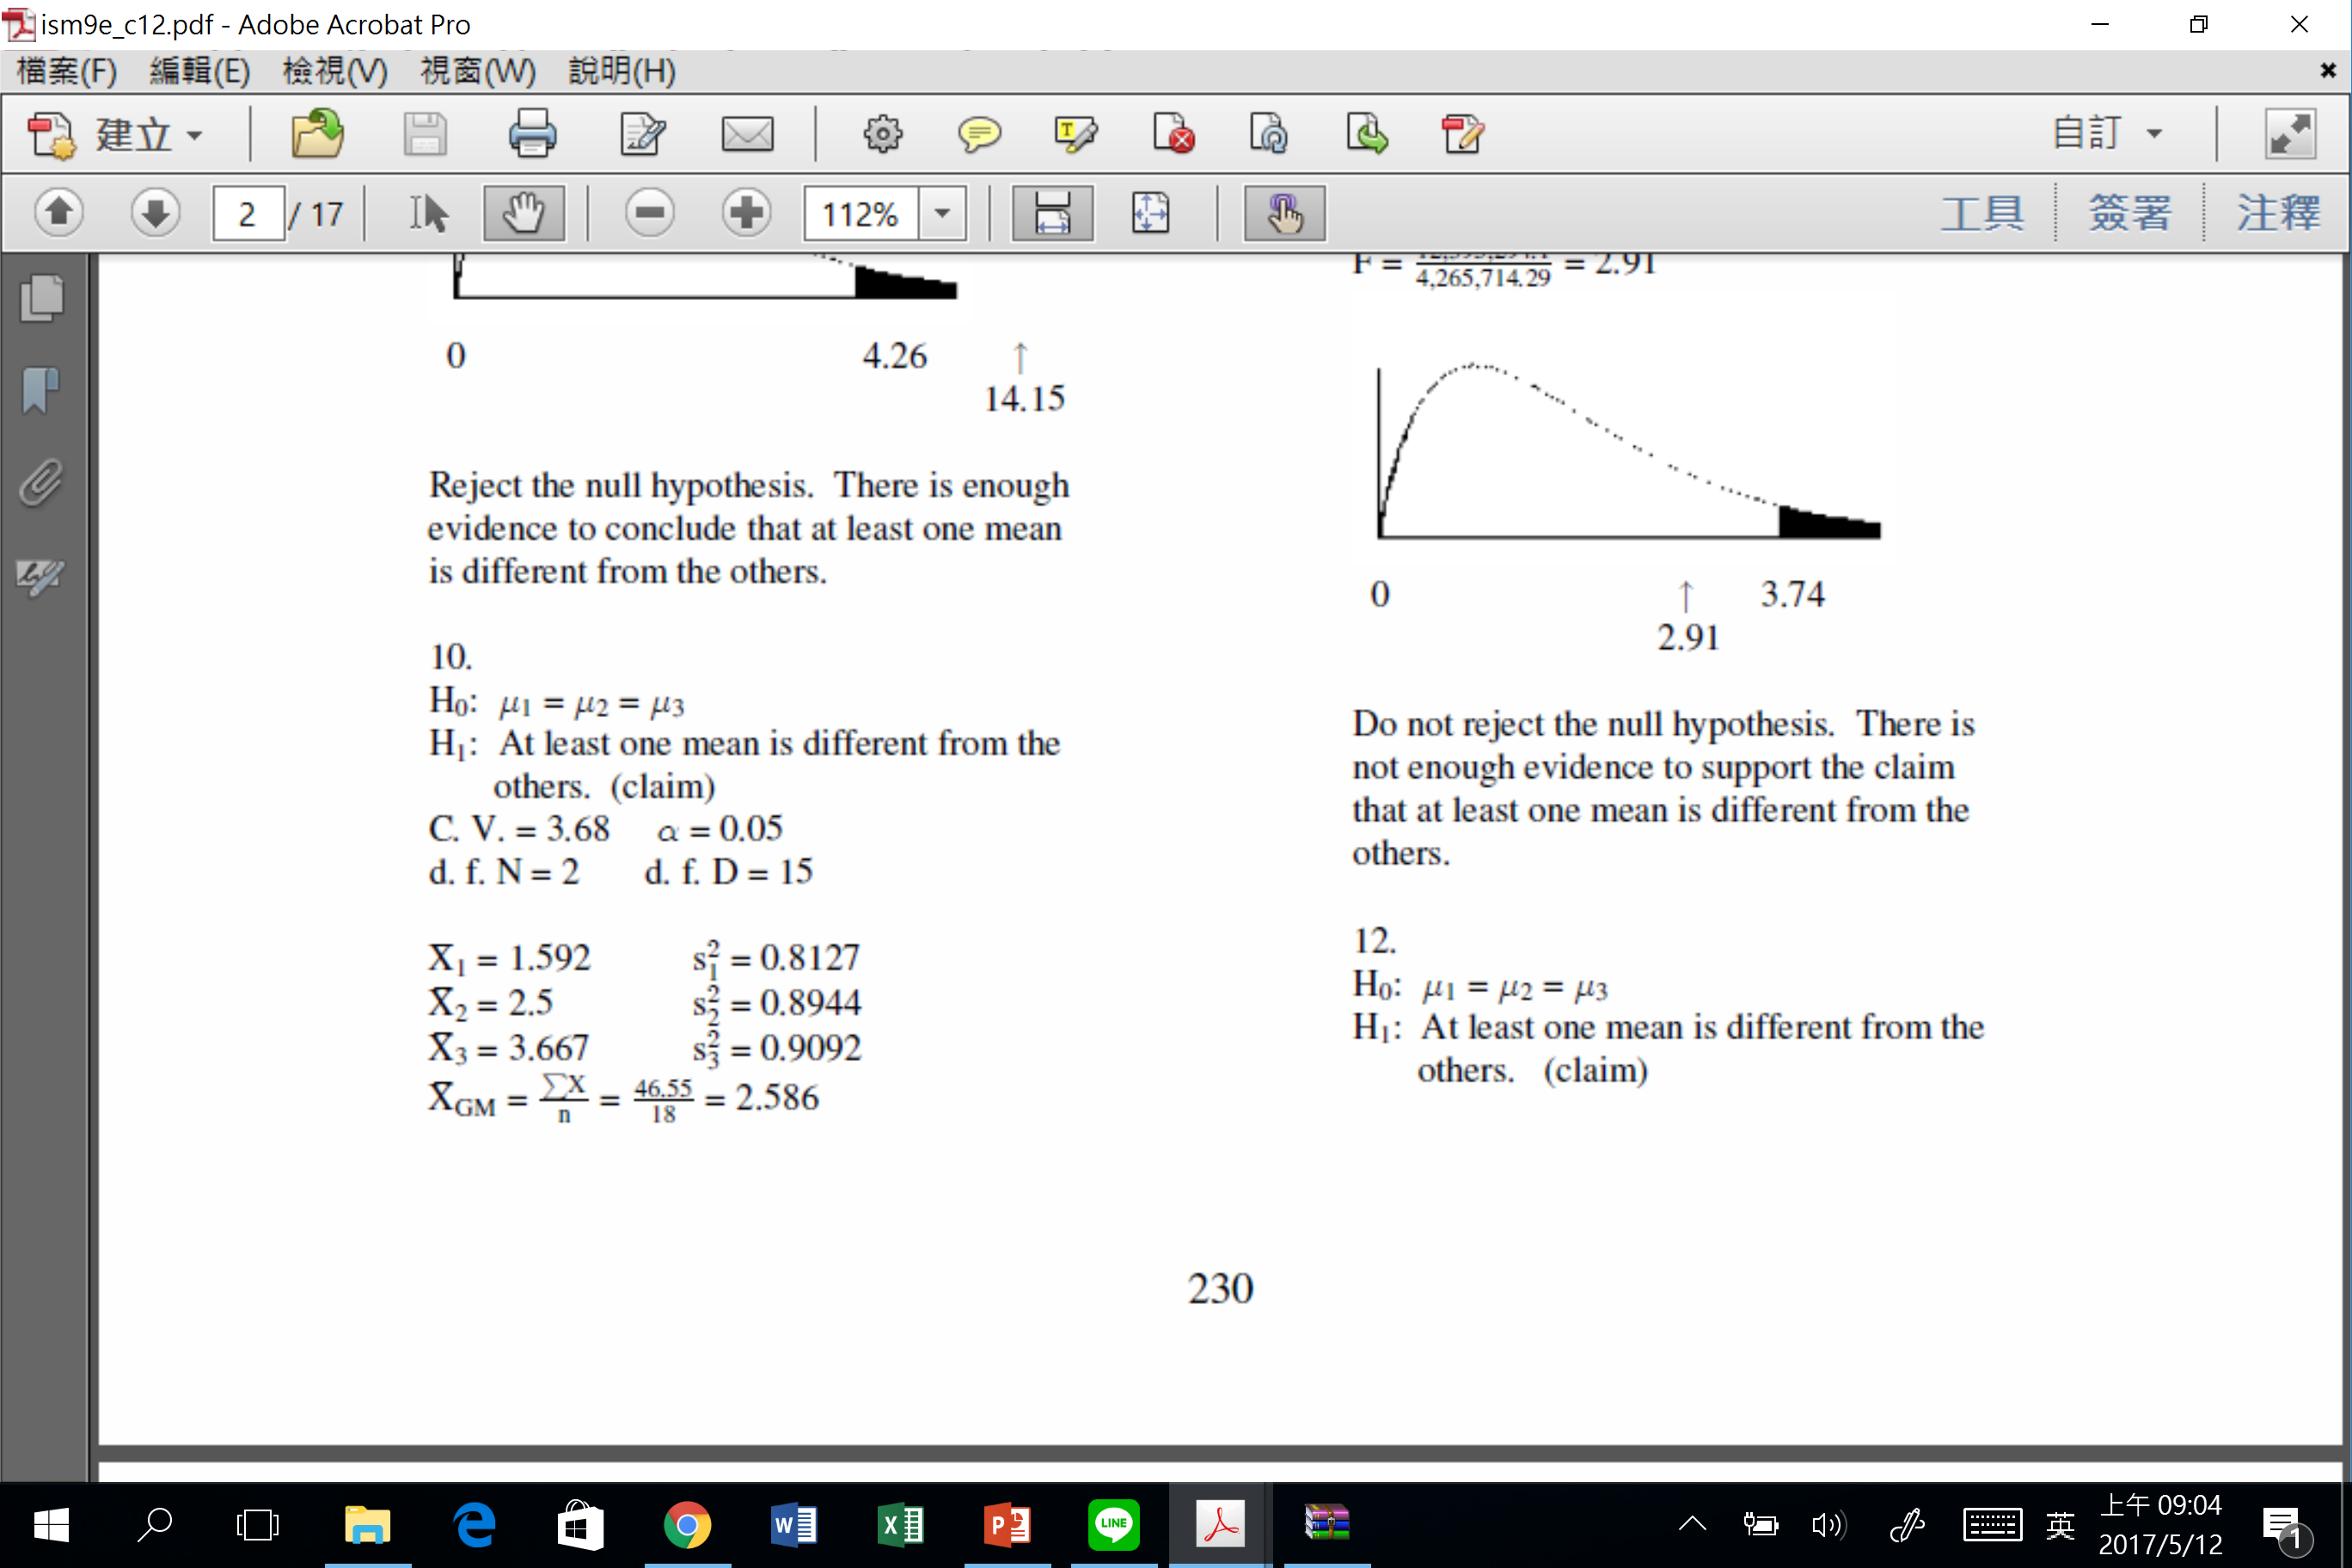 ism9e_c12.pdf - Adobe Acrobat Pro
檔案(F) 編輯(E) 檢視(V) 視窗(W) 說明(H)
建立 自訂
2 / 17 112% 工具 簽署 注釋
0 4.26 ↑
14.15
Reject the null hypothesis. There is enough
evidence to conclude that at least one mean
is different from the others.
10.
H₀: μ₁ = μ₂ = μ₃
H₁: At least one mean is different from the
others. (claim)
C. V. = 3.68 α = 0.05
d. f. N = 2 d. f. D = 15
X̄₁ = 1.592 s₁² = 0.8127
X̄₂ = 2.5 s₂² = 0.8944
X̄₃ = 3.667 s₃² = 0.9092
X̄GM = ∑X/n = 46.55/18 = 2.586
F = /4,265,714.29 = 2.91
0 ↑ 3.74
2.91
Do not reject the null hypothesis. There is
not enough evidence to support the claim
that at least one mean is different from the
others.
12.
H₀: μ₁ = μ₂ = μ₃
H₁: At least one mean is different from the
others. (claim)
230
LINE
英
上午 09:04
2017/5/12
1